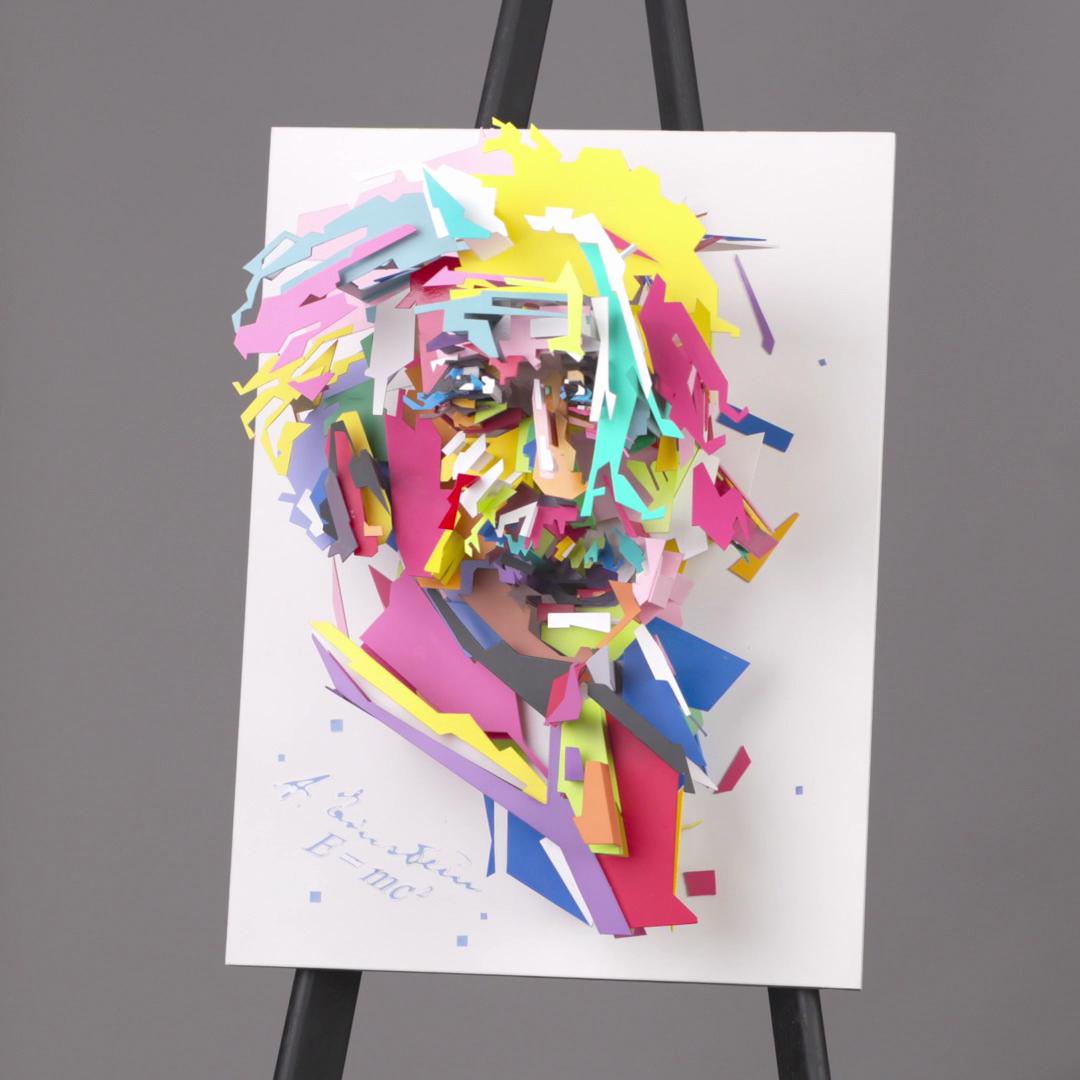 A. Einstein
E = mc²